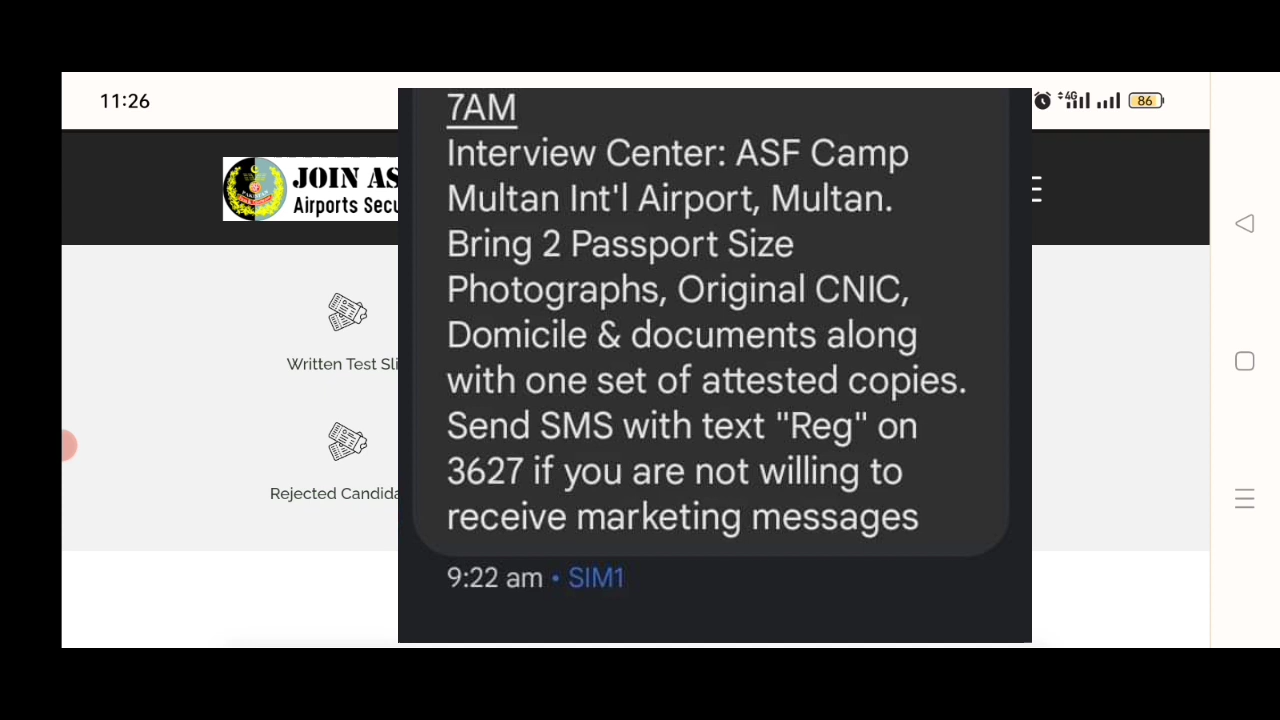 11:26
4G
86
JOIN AS
Airports Secu
Written Test Sli
Rejected Candida
7AM
Interview Center: ASF Camp
Multan Int'l Airport, Multan.
Bring 2 Passport Size
Photographs, Original CNIC,
Domicile & documents along
with one set of attested copies.
Send SMS with text "Reg" on
3627 if you are not willing to
receive marketing messages
9:22 am • SIM1